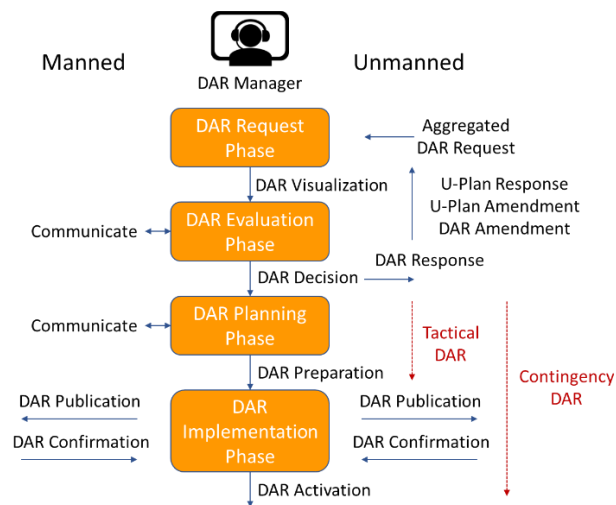 Manned
Unmanned
DAR Manager
DAR Request
Phase
Aggregated
DAR Request
DAR Visualization
U-Plan Response
U-Plan Amendment
DAR Amendment
Communicate
DAR Evaluation
Phase
DAR Decision
DAR Response
Communicate
DAR Planning
Phase
Tactical
DAR
Contingency
DAR
DAR Preparation
DAR Publication
DAR Confirmation
DAR
Implementation
Phase
DAR Publication
DAR Confirmation
DAR Activation